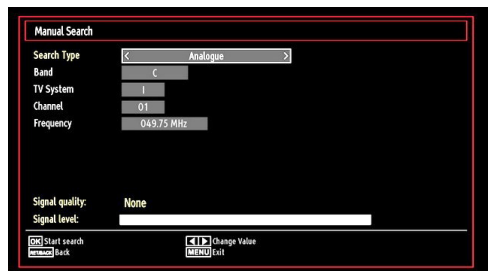 Manual Search
Search Type < Analogue >
Band C
TV System I
Channel 01
Frequency 049.75 MHz
Signal quality: None
Signal level:
OK Start search ◀▶ Change Value
RET/BACK Back MENU Exit